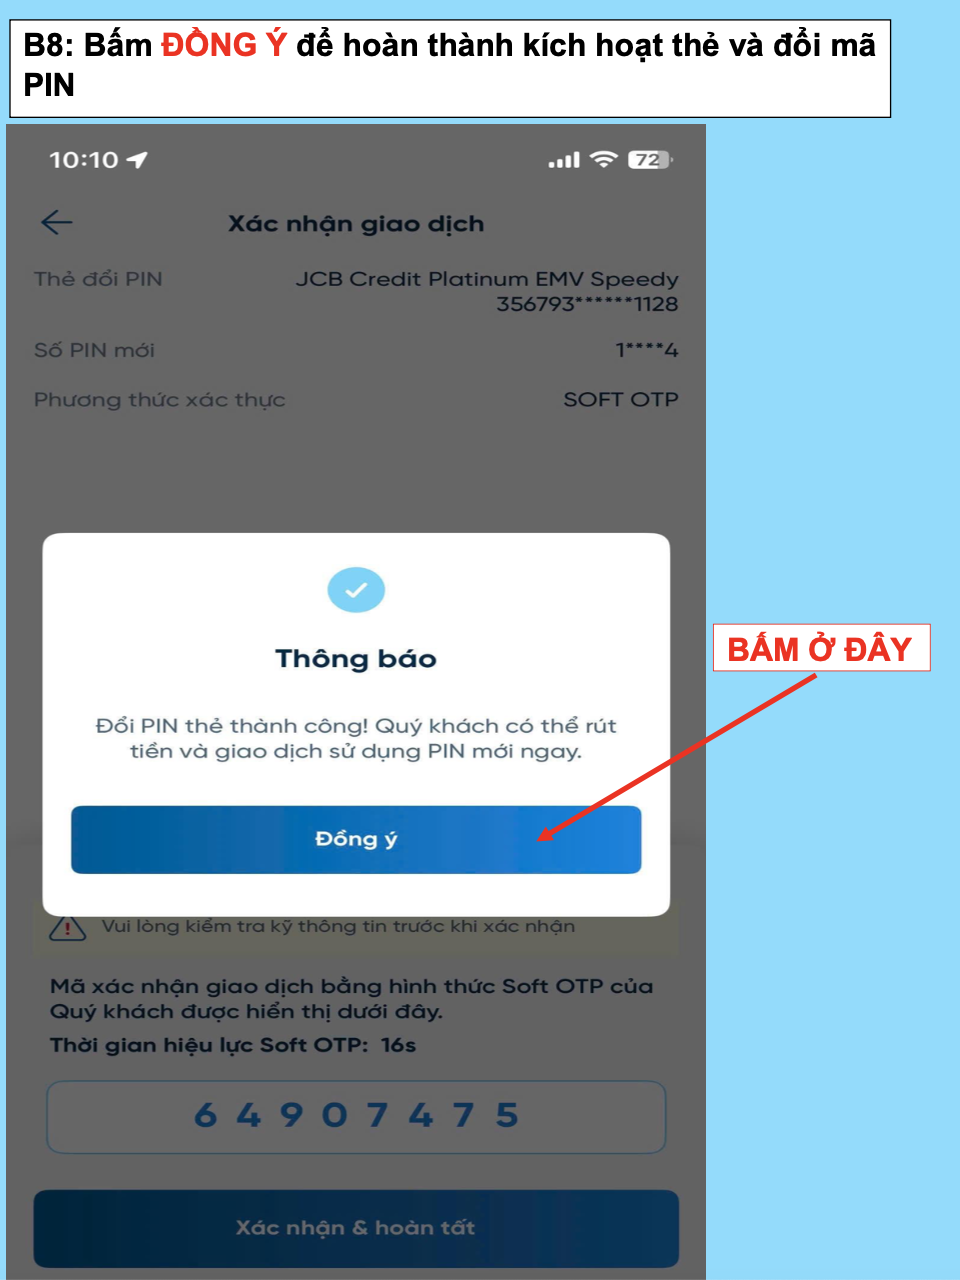 B8: Bấm ĐỒNG Ý để hoàn thành kích hoạt thẻ và đổi mã
PIN
10:10
72
Xác nhận giao dịch
Thẻ đổi PIN
JCB Credit Platinum EMV Speedy
356793******1128
Số PIN mới
1****4
Phương thức xác thực
SOFT OTP
Thông báo
BẤM Ở ĐÂY
Đổi PIN thẻ thành công! Quý khách có thể rút
tiền và giao dịch sử dụng PIN mới ngay.
Đồng ý
Vui lòng kiểm tra kỹ thông tin trước khi xác nhận
Mã xác nhận giao dịch bằng hình thức Soft OTP của
Quý khách được hiển thị dưới đây.
Thời gian hiệu lực Soft OTP: 16s
6 4 9 0 7 4 7 5
Xác nhận & hoàn tất